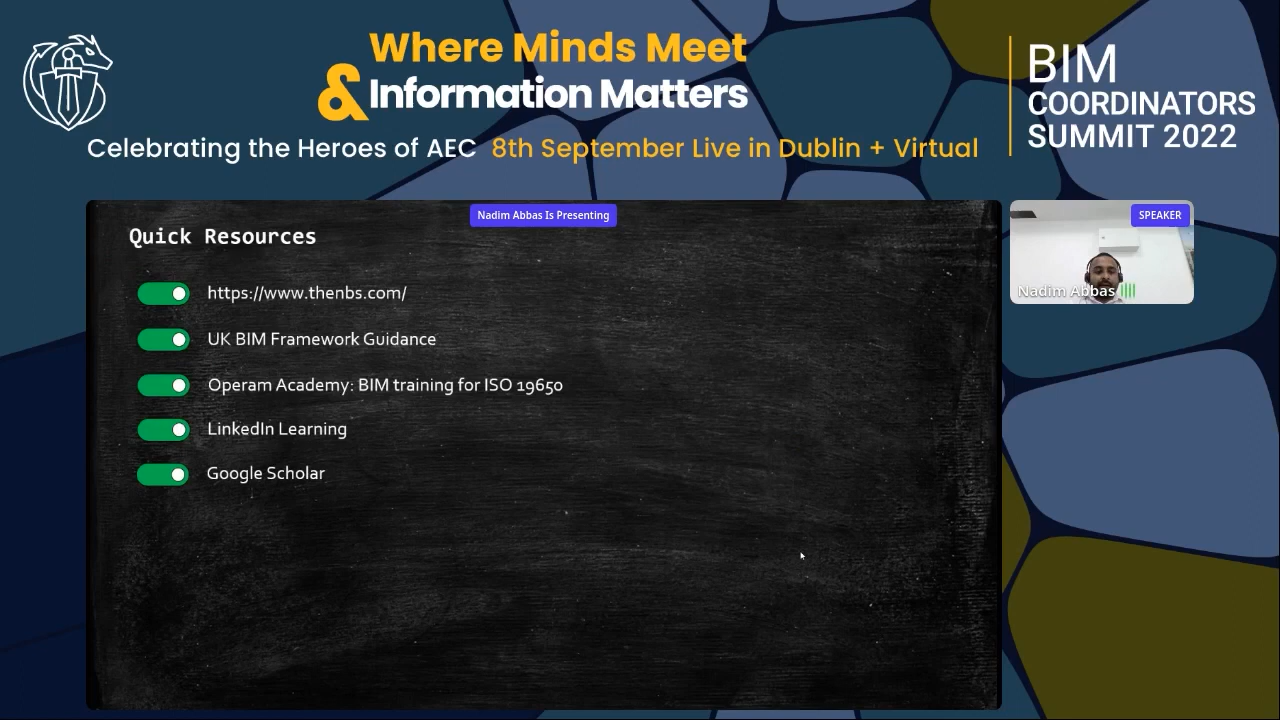 Where Minds Meet
& Information Matters
Celebrating the Heroes of AEC 8th September Live in Dublin + Virtual
BIM
COORDINATORS
SUMMIT 2022
Nadim Abbas Is Presenting
SPEAKER
Nadim Abbas
Quick Resources
https://www.thenbs.com/
UK BIM Framework Guidance
Operam Academy: BIM training for ISO 19650
LinkedIn Learning
Google Scholar